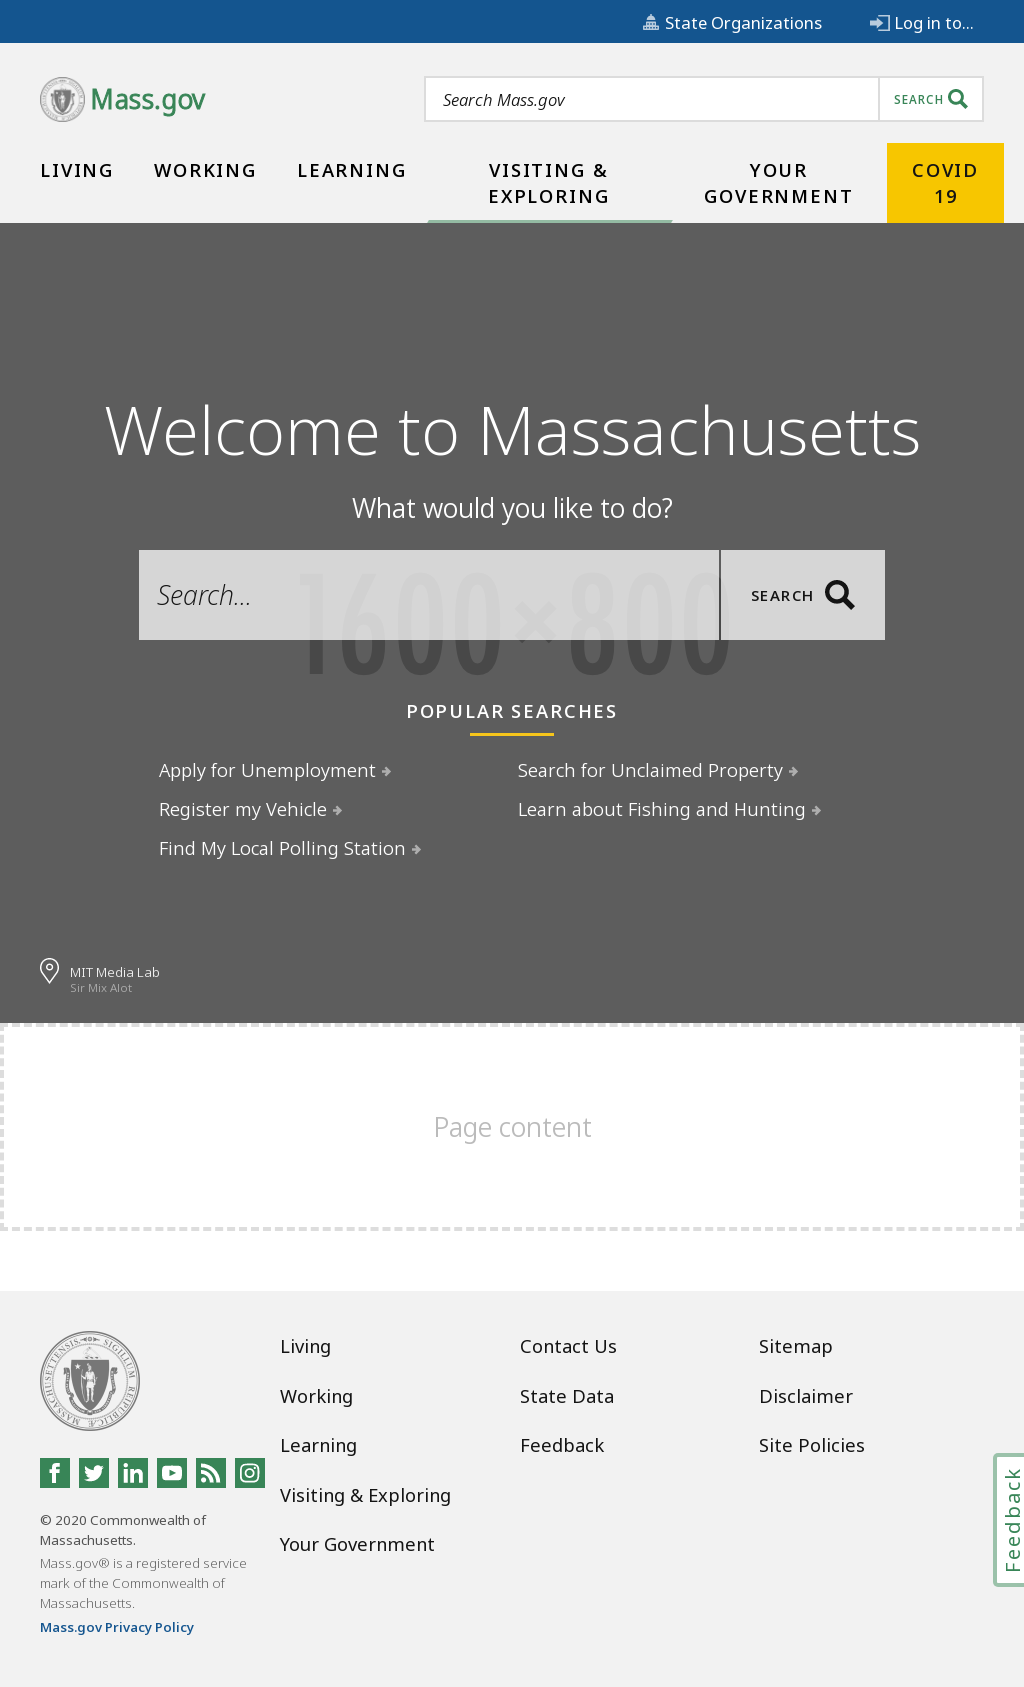 State Organizations
Log in to...
Mass.gov
Search Mass.gov
SEARCH
LIVING
WORKING
LEARNING
VISITING &
EXPLORING
YOUR
GOVERNMENT
COVID
19
Welcome to Massachusetts
What would you like to do?
Search...
SEARCH
1600×800
POPULAR SEARCHES
Apply for Unemployment
Search for Unclaimed Property
Register my Vehicle
Learn about Fishing and Hunting
Find My Local Polling Station
MIT Media Lab
Sir Mix Alot
Page content
Living
Contact Us
Sitemap
Working
State Data
Disclaimer
Learning
Feedback
Site Policies
Visiting & Exploring
Your Government
© 2020 Commonwealth of
Massachusetts.
Mass.gov® is a registered service
mark of the Commonwealth of
Massachusetts.
Mass.gov Privacy Policy
Feedback